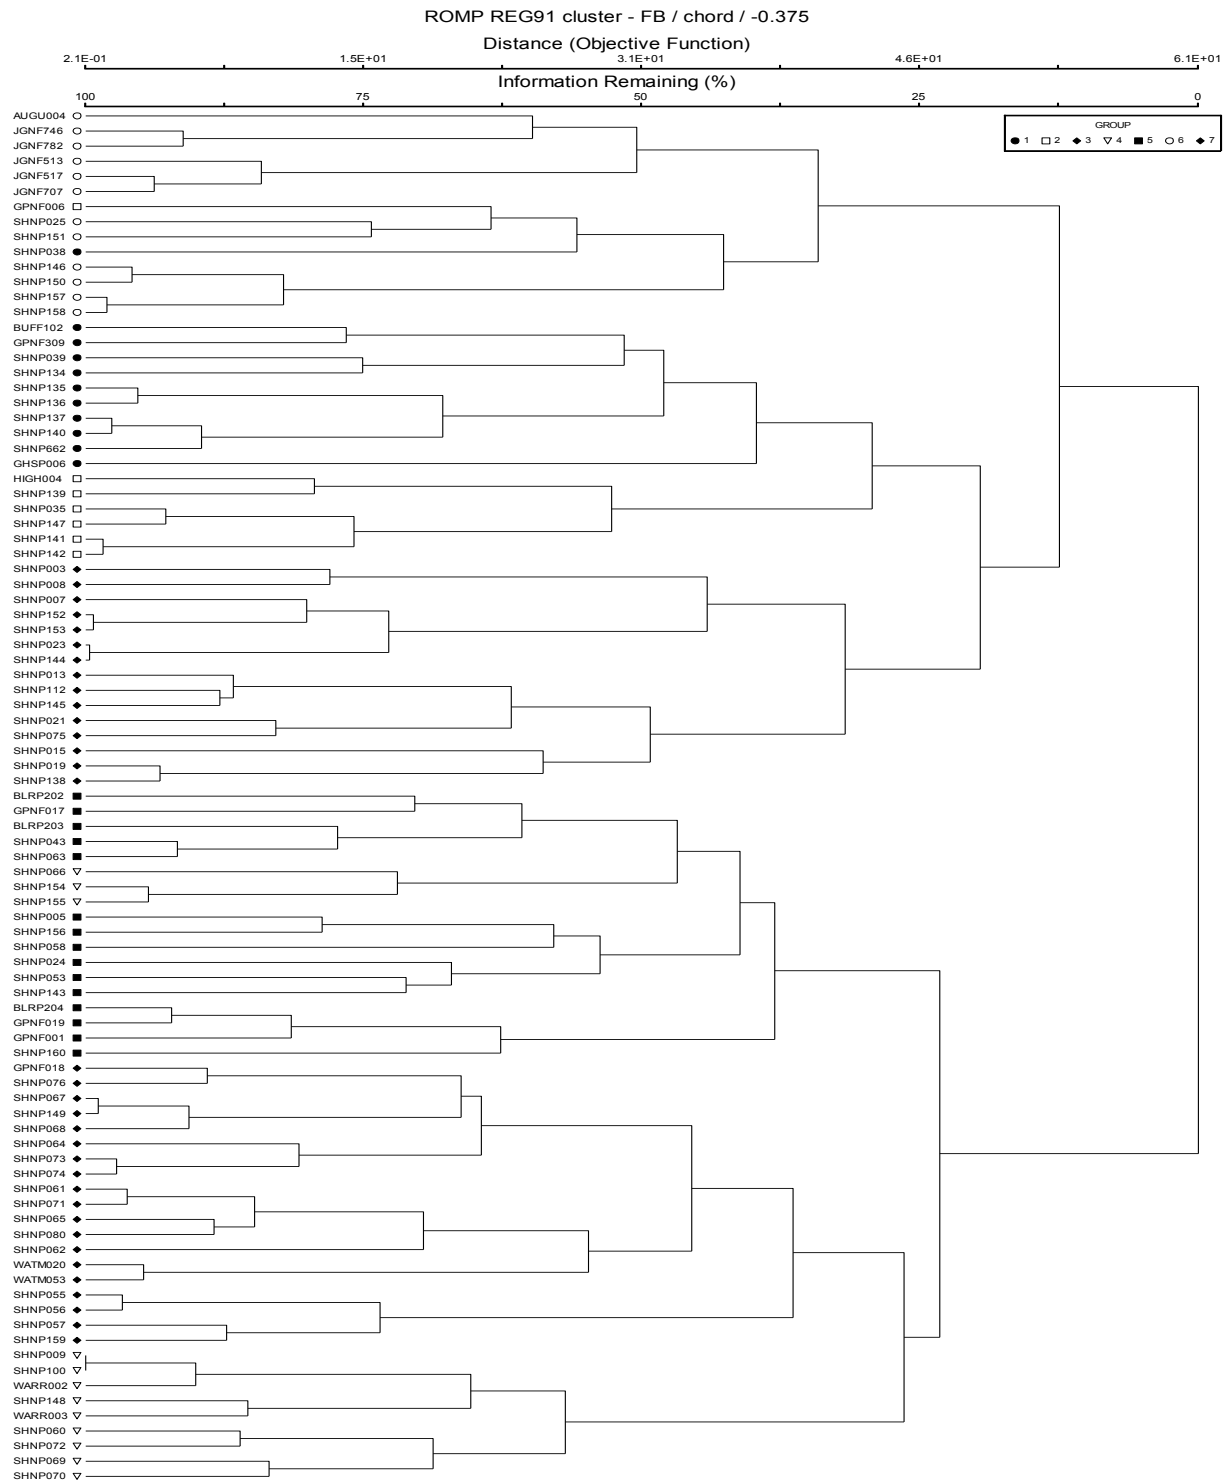 ROMP REG91 cluster - FB / chord / -0.375
Distance (Objective Function)
2.1E-01 1.5E+01 3.1E+01 4.6E+01 6.1E+01
Information Remaining (%)
100 75 50 25 0
GROUP
1 2 3 4 5 6 7
AUGU004
JGNF746
JGNF782
JGNF513
JGNF517
JGNF707
GPNF006
SHNP025
SHNP151
SHNP038
SHNP146
SHNP150
SHNP157
SHNP158
BUFF102
GPNF309
SHNP039
SHNP134
SHNP135
SHNP136
SHNP137
SHNP140
SHNP662
GHSP006
HIGH004
SHNP139
SHNP035
SHNP147
SHNP141
SHNP142
SHNP003
SHNP008
SHNP007
SHNP152
SHNP153
SHNP023
SHNP144
SHNP013
SHNP112
SHNP145
SHNP021
SHNP075
SHNP015
SHNP019
SHNP138
BLRP202
GPNF017
BLRP203
SHNP043
SHNP063
SHNP066
SHNP154
SHNP155
SHNP005
SHNP156
SHNP058
SHNP024
SHNP053
SHNP143
BLRP204
GPNF019
GPNF001
SHNP160
GPNF018
SHNP076
SHNP067
SHNP149
SHNP068
SHNP064
SHNP073
SHNP074
SHNP061
SHNP071
SHNP065
SHNP080
SHNP062
WATM020
WATM053
SHNP055
SHNP056
SHNP057
SHNP159
SHNP009
SHNP100
WARR002
SHNP148
WARR003
SHNP060
SHNP072
SHNP069
SHNP070